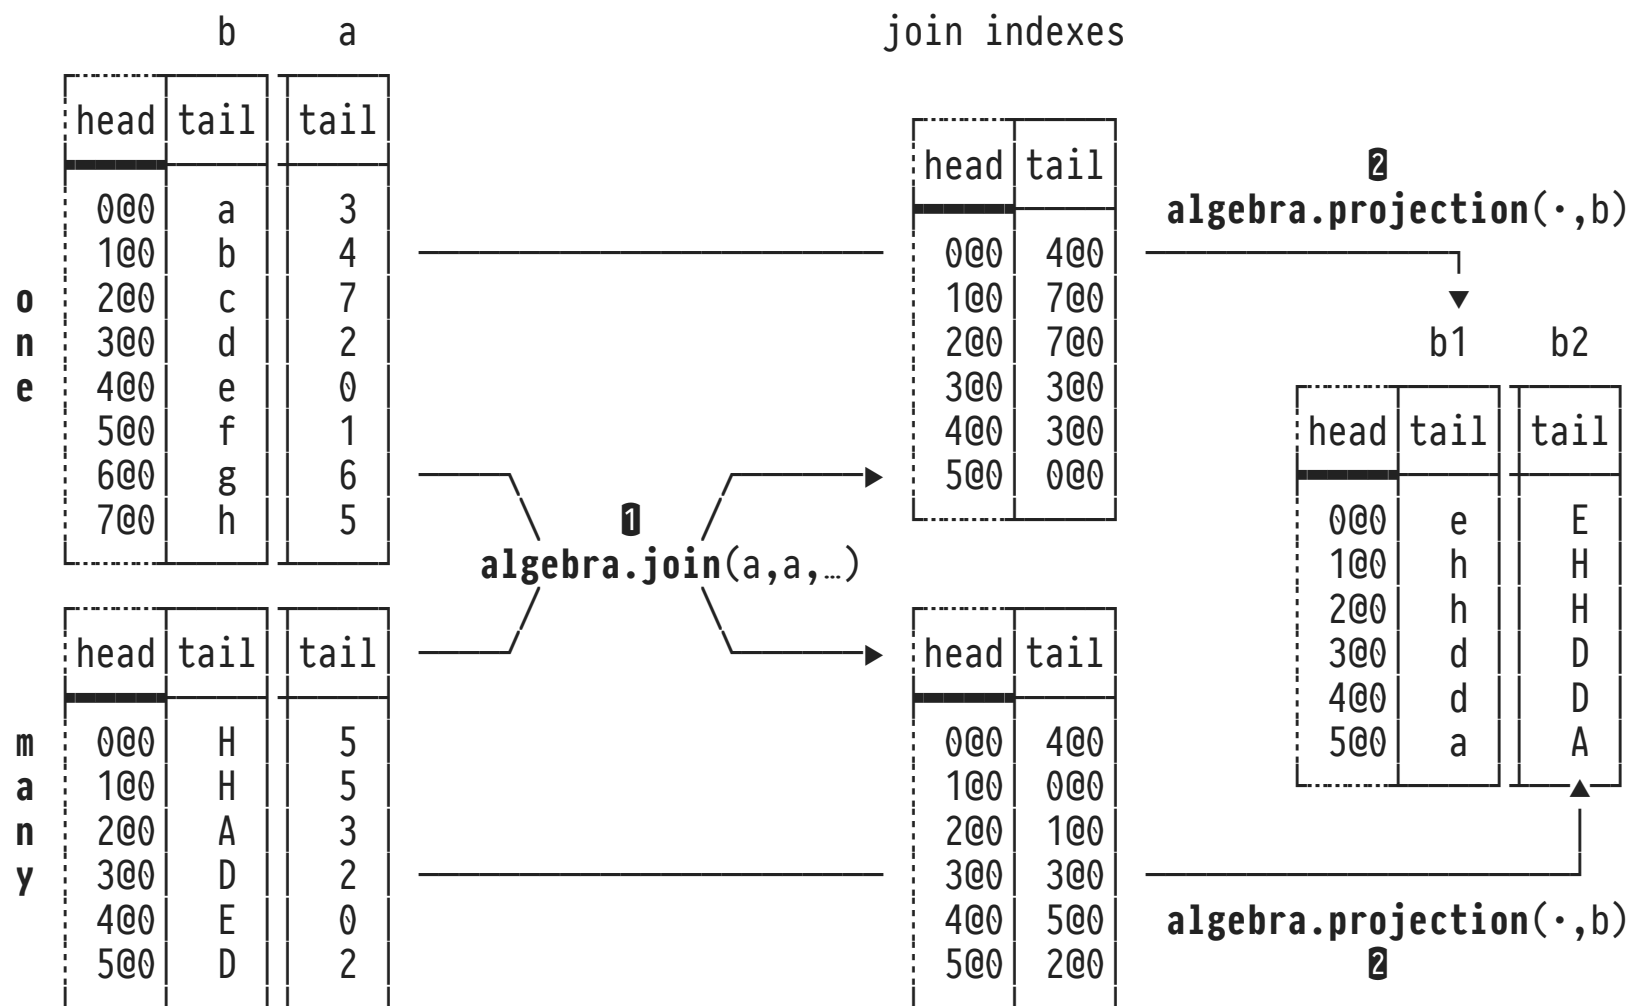 b a
head tail tail
0@0 a 3
1@0 b 4
2@0 c 7
3@0 d 2
4@0 e 0
5@0 f 1
6@0 g 6
7@0 h 5
one
head tail tail
0@0 H 5
1@0 H 5
2@0 A 3
3@0 D 2
4@0 E 0
5@0 D 2
many
1
algebra.join(a,a,…)
join indexes
head tail
0@0 4@0
1@0 7@0
2@0 7@0
3@0 3@0
4@0 3@0
5@0 0@0
head tail
0@0 4@0
1@0 0@0
2@0 1@0
3@0 3@0
4@0 5@0
5@0 2@0
2
algebra.projection(·,b)
b1 b2
head tail tail
0@0 e E
1@0 h H
2@0 h H
3@0 d D
4@0 d D
5@0 a A
algebra.projection(·,b)
2